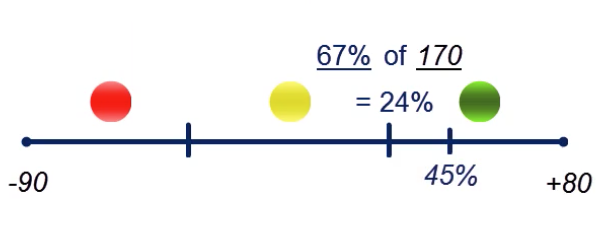 67% of 170
= 24%
45%
-90
+80